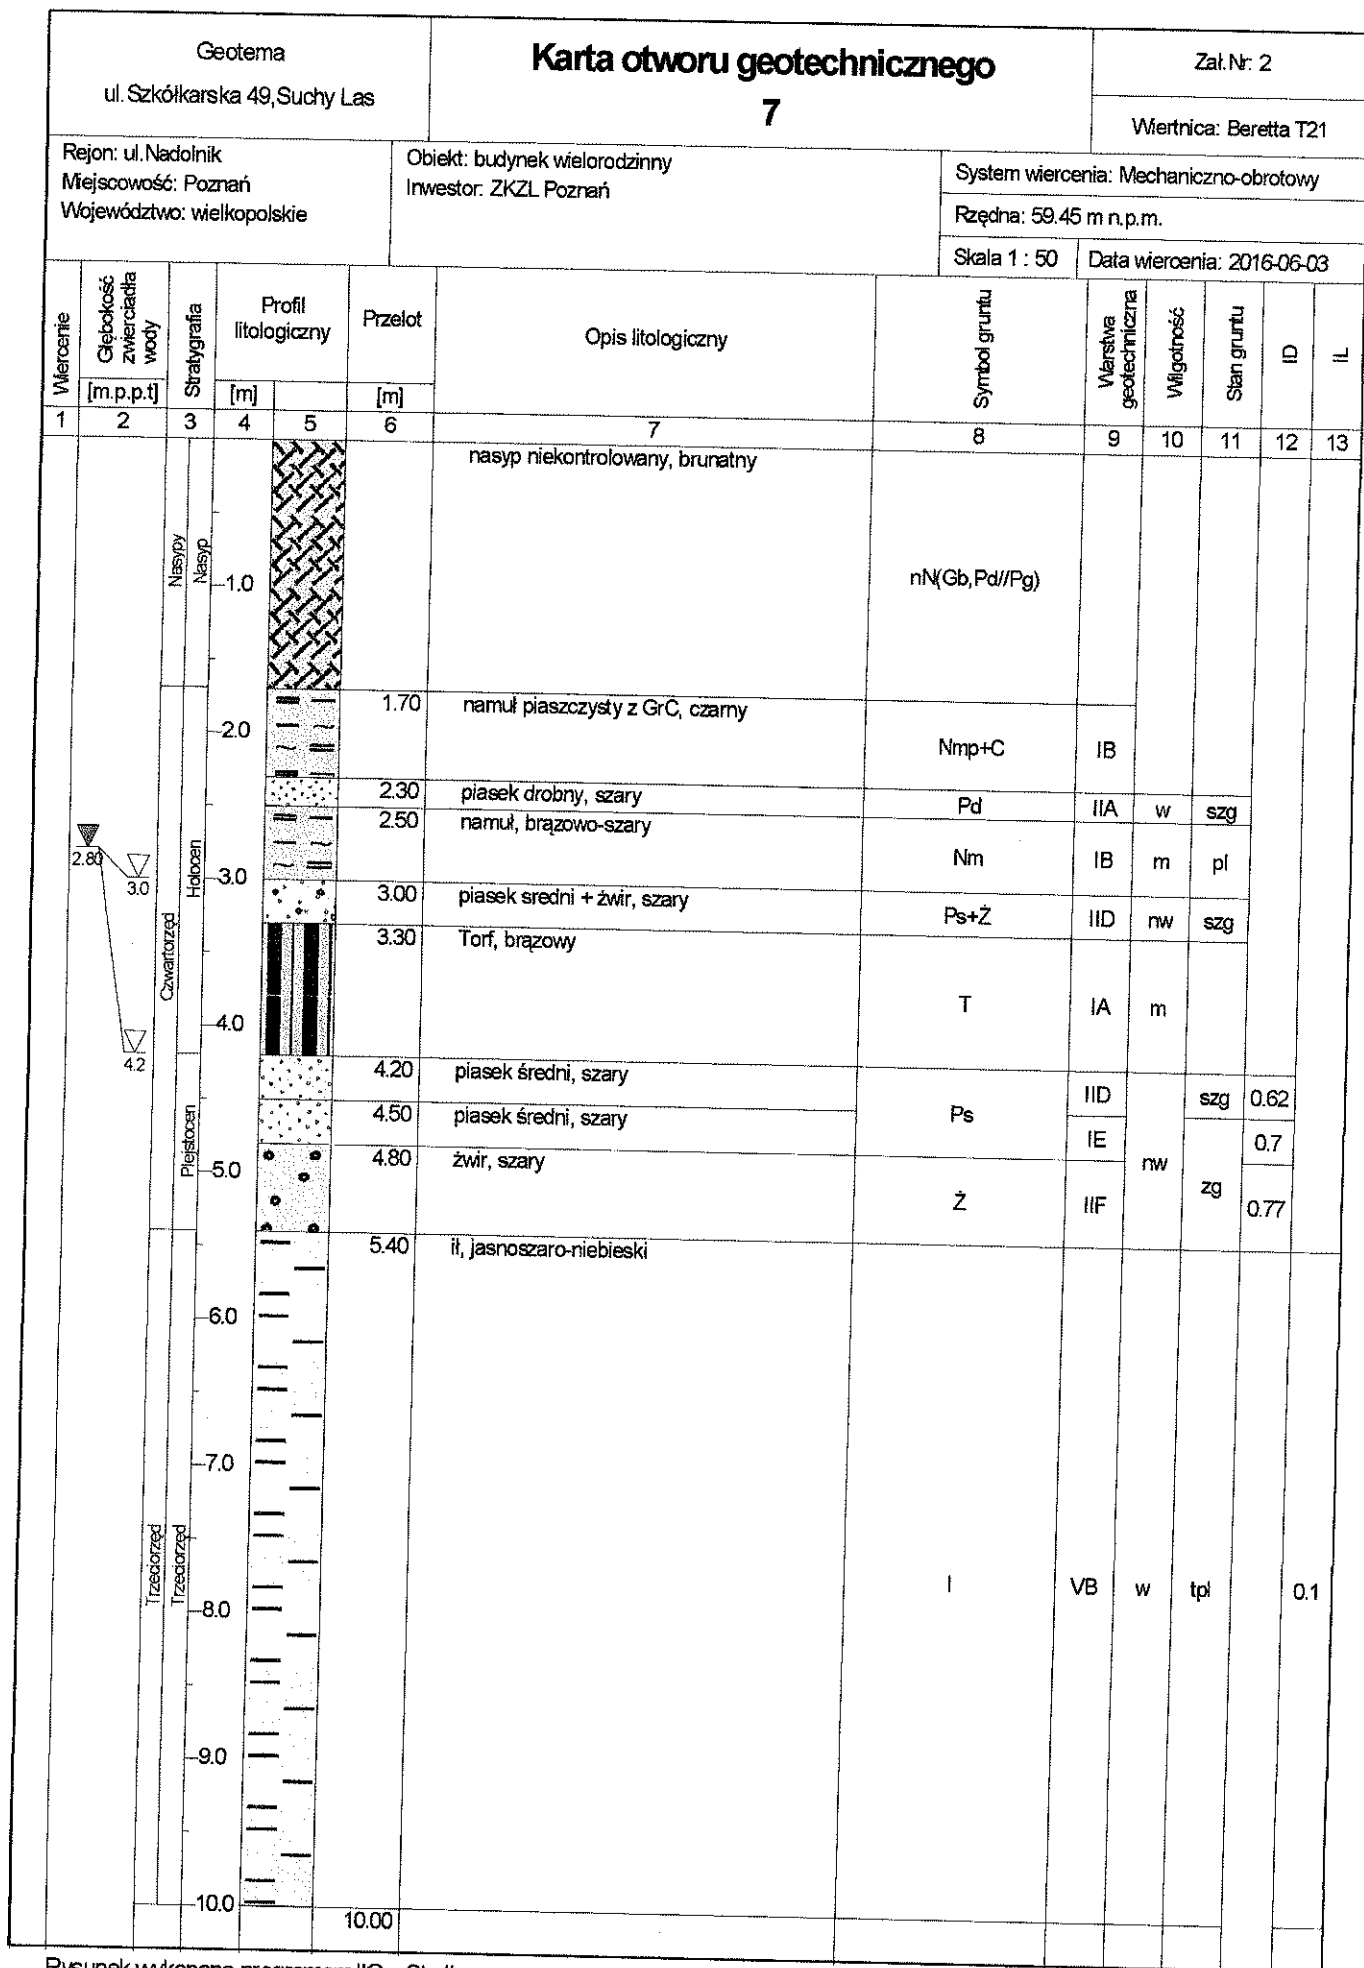 Geotema
ul. Szkółkarska 49, Suchy Las
Karta otworu geotechnicznego
7
Zał. Nr: 2
Wiertnica: Beretta T21
Rejon: ul. Nadolnik
Miejscowość: Poznań
Województwo: wielkopolskie
Obiekt: budynek wielorodzinny
Inwestor: ZKZL Poznań
System wiercenia: Mechaniczno-obrotowy
Rzędna: 59.45 m n.p.m.
Skala 1 : 50
Data wiercenia: 2016-06-03
Wiercenie
Głębokość zwierciadła wody
[m.p.p.t]
Stratygrafia
Profil litologiczny
[m]
Przelot
[m]
Opis litologiczny
Symbol gruntu
Warstwa geotechniczna
Wilgotność
Stan gruntu
ID
IL
1 2 3 4 5 6 7 8 9 10 11 12 13
nasyp niekontrolowany, brunatny
Nasypy
Nasyp
1.0
nN(Gb,Pd//Pg)
1.70 namuł piaszczysty z GrC, czarny
2.0
Nmp+C IB
2.30 piasek drobny, szary Pd IIA w szg
2.50 namuł, brązowo-szary
2.80
3.0
Holocen
3.0
Nm IB m pl
3.00 piasek sredni + żwir, szary Ps+Ż IID nw szg
3.30 Torf, brązowy
Czwartorzęd
4.0
T IA m
4.2
4.20 piasek średni, szary
IID szg 0.62
4.50 piasek średni, szary Ps
IE 0.7
Plejstocen
4.80 żwir, szary
5.0
nw
zg
Ż IIF 0.77
5.40 ił, jasnoszaro-niebieski
6.0
7.0
Trzeciorzęd
Trzeciorzęd
8.0
I VB w tpl 0.1
9.0
10.0
10.00